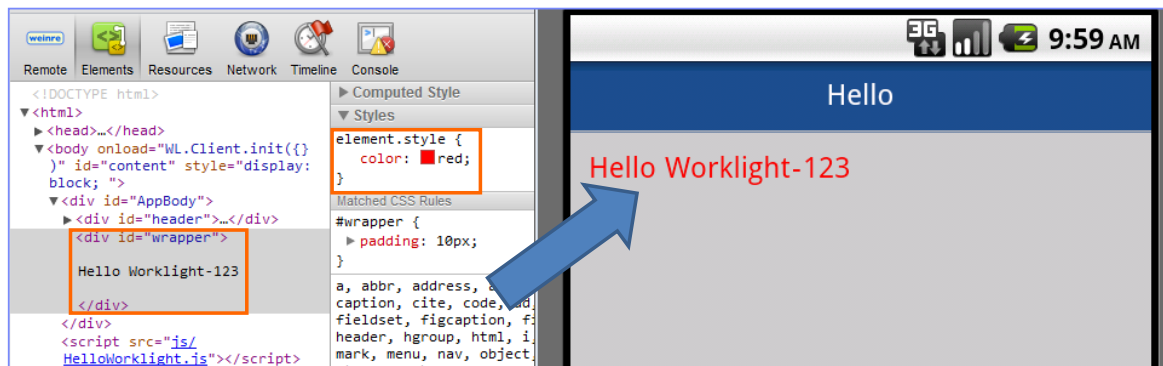 weinre
Remote Elements Resources Network Timeline Console
<!DOCTYPE html>
▼<html>
▶<head>…</head>
▼<body onload="WL.Client.init({}
)" id="content" style="display:
block; ">
▼<div id="AppBody">
▶<div id="header">…</div>
<div id="wrapper">
Hello Worklight-123
</div>
</div>
<script src="js/
HelloWorklight.js"></script>
▶ Computed Style
▼ Styles
element.style {
color: red;
}
Matched CSS Rules
#wrapper {
▶ padding: 10px;
}
a, abbr, address,
caption, cite, code,
fieldset, figcaption,
header, hgroup, html, i,
mark, menu, nav, object,
3G 9:59 AM
Hello
Hello Worklight-123